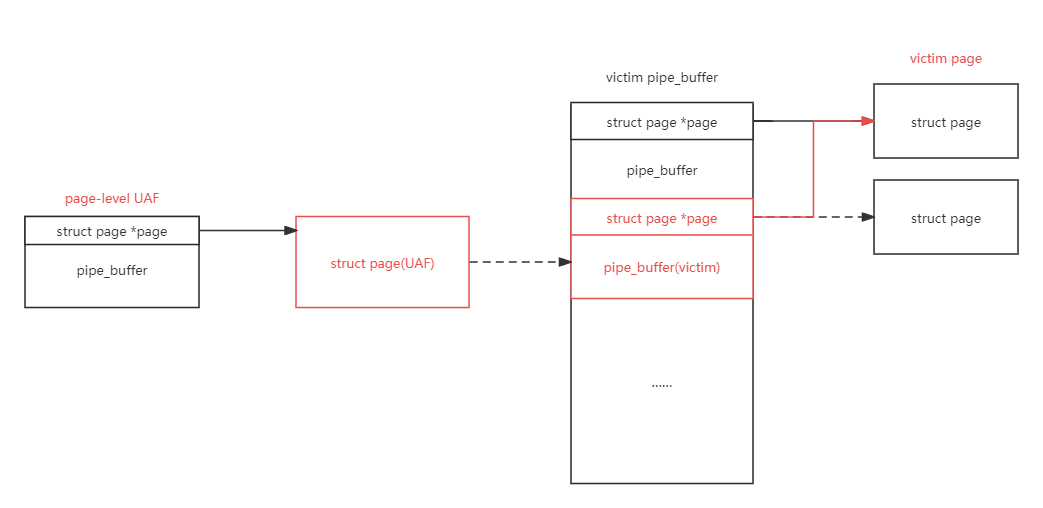 page-level UAF
struct page *page
pipe_buffer
struct page(UAF)
victim pipe_buffer
struct page *page
pipe_buffer
struct page *page
pipe_buffer(victim)
......
victim page
struct page
struct page